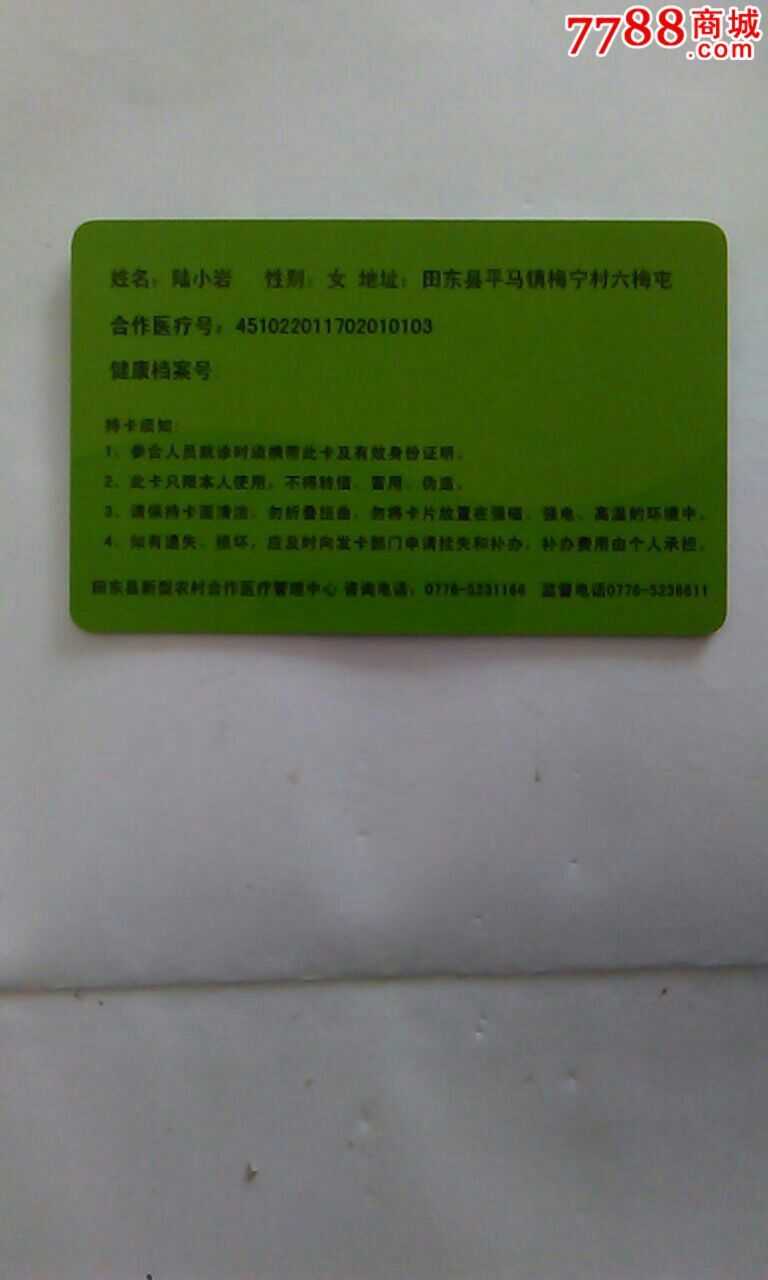 7788商城
.com
姓名：陆小岩 性别：女 地址：田东县平马镇梅宁村六梅屯
合作医疗号：451022011702010103
健康档案号：
持卡须知：
1、参合人员就诊时须携带此卡及有效身份证明。
2、此卡只限本人使用，不得转借、冒用、伪造。
3、请保持卡面清洁，勿折叠扭曲，勿将卡片放置在强磁、强电、高温的环境中。
4、如有遗失、损坏，应及时向发卡部门申请挂失和补办，补办费用由个人承担。
田东县新型农村合作医疗管理中心 咨询电话：0776-5231166 监督电话0776-5236611